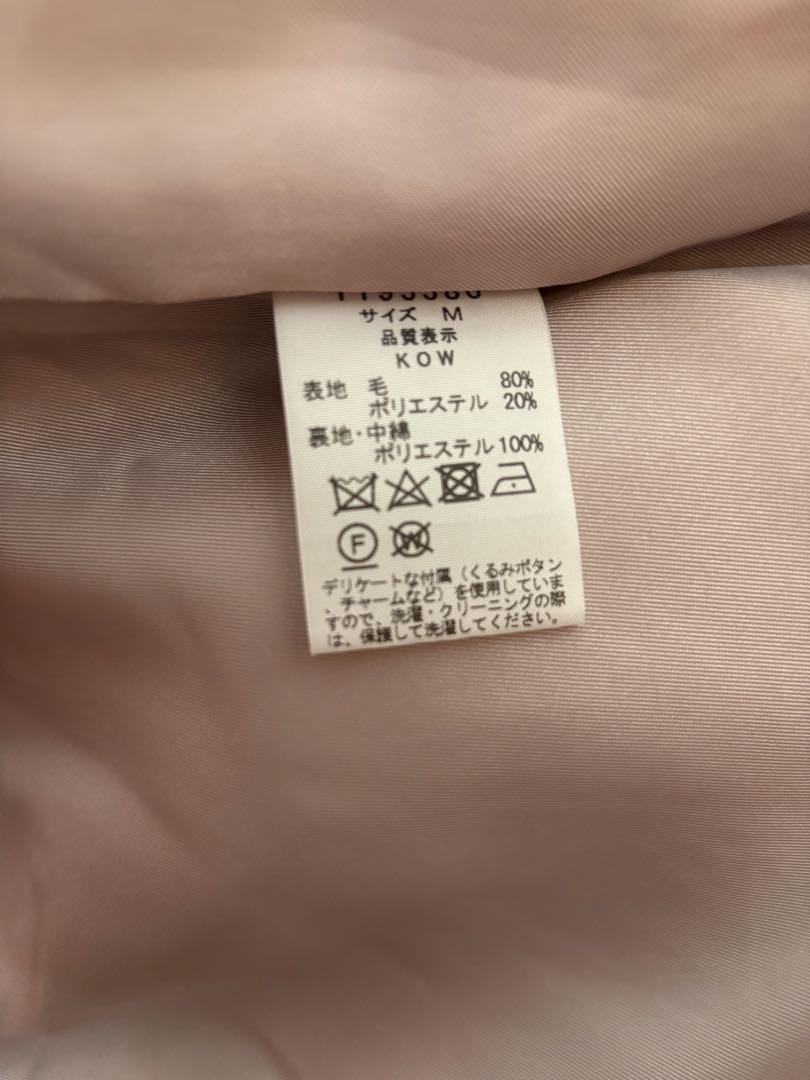 サイズ M
品質表示
KOW
表地 毛 80%
ポリエステル 20%
裏地・中綿
ポリエステル 100%
F W
デリケートな付属（くるみボタン
、チャームなど）を使用していま
すので、洗濯・クリーニングの際
は、保護して洗濯してください。